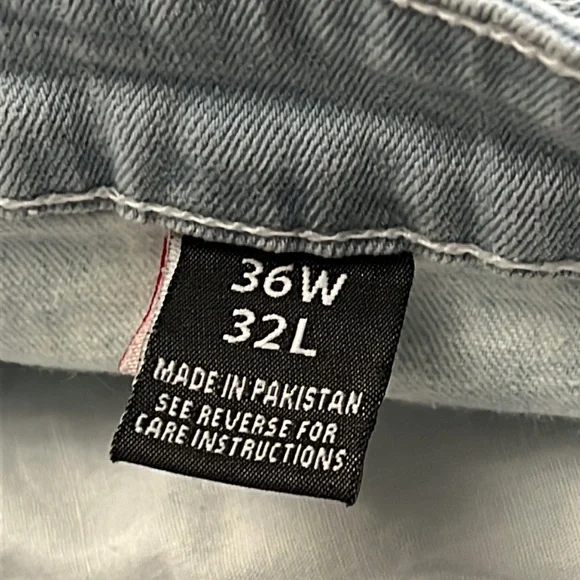 36W
32L
MADE IN PAKISTAN
SEE REVERSE FOR
CARE INSTRUCTIONS